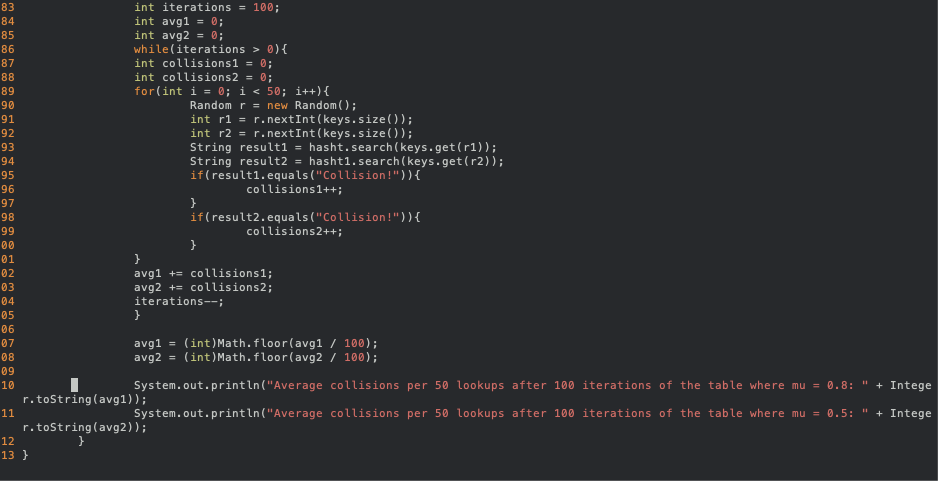 83                 int iterations = 100;
84                 int avg1 = 0;
85                 int avg2 = 0;
86                 while(iterations > 0){
87                 int collisions1 = 0;
88                 int collisions2 = 0;
89                 for(int i = 0; i < 50; i++){
90                         Random r = new Random();
91                         int r1 = r.nextInt(keys.size());
92                         int r2 = r.nextInt(keys.size());
93                         String result1 = hasht.search(keys.get(r1));
94                         String result2 = hasht1.search(keys.get(r2));
95                         if(result1.equals("Collision!")){
96                                 collisions1++;
97                         }
98                         if(result2.equals("Collision!")){
99                                 collisions2++;
00                         }
01                 }
02                 avg1 += collisions1;
03                 avg2 += collisions2;
04                 iterations--;
05                 }
06
07                 avg1 = (int)Math.floor(avg1 / 100);
08                 avg2 = (int)Math.floor(avg2 / 100);
09
10                 System.out.println("Average collisions per 50 lookups after 100 iterations of the table where mu = 0.8: " + Intege
r.toString(avg1));
11                 System.out.println("Average collisions per 50 lookups after 100 iterations of the table where mu = 0.5: " + Intege
r.toString(avg2));
12         }
13 }